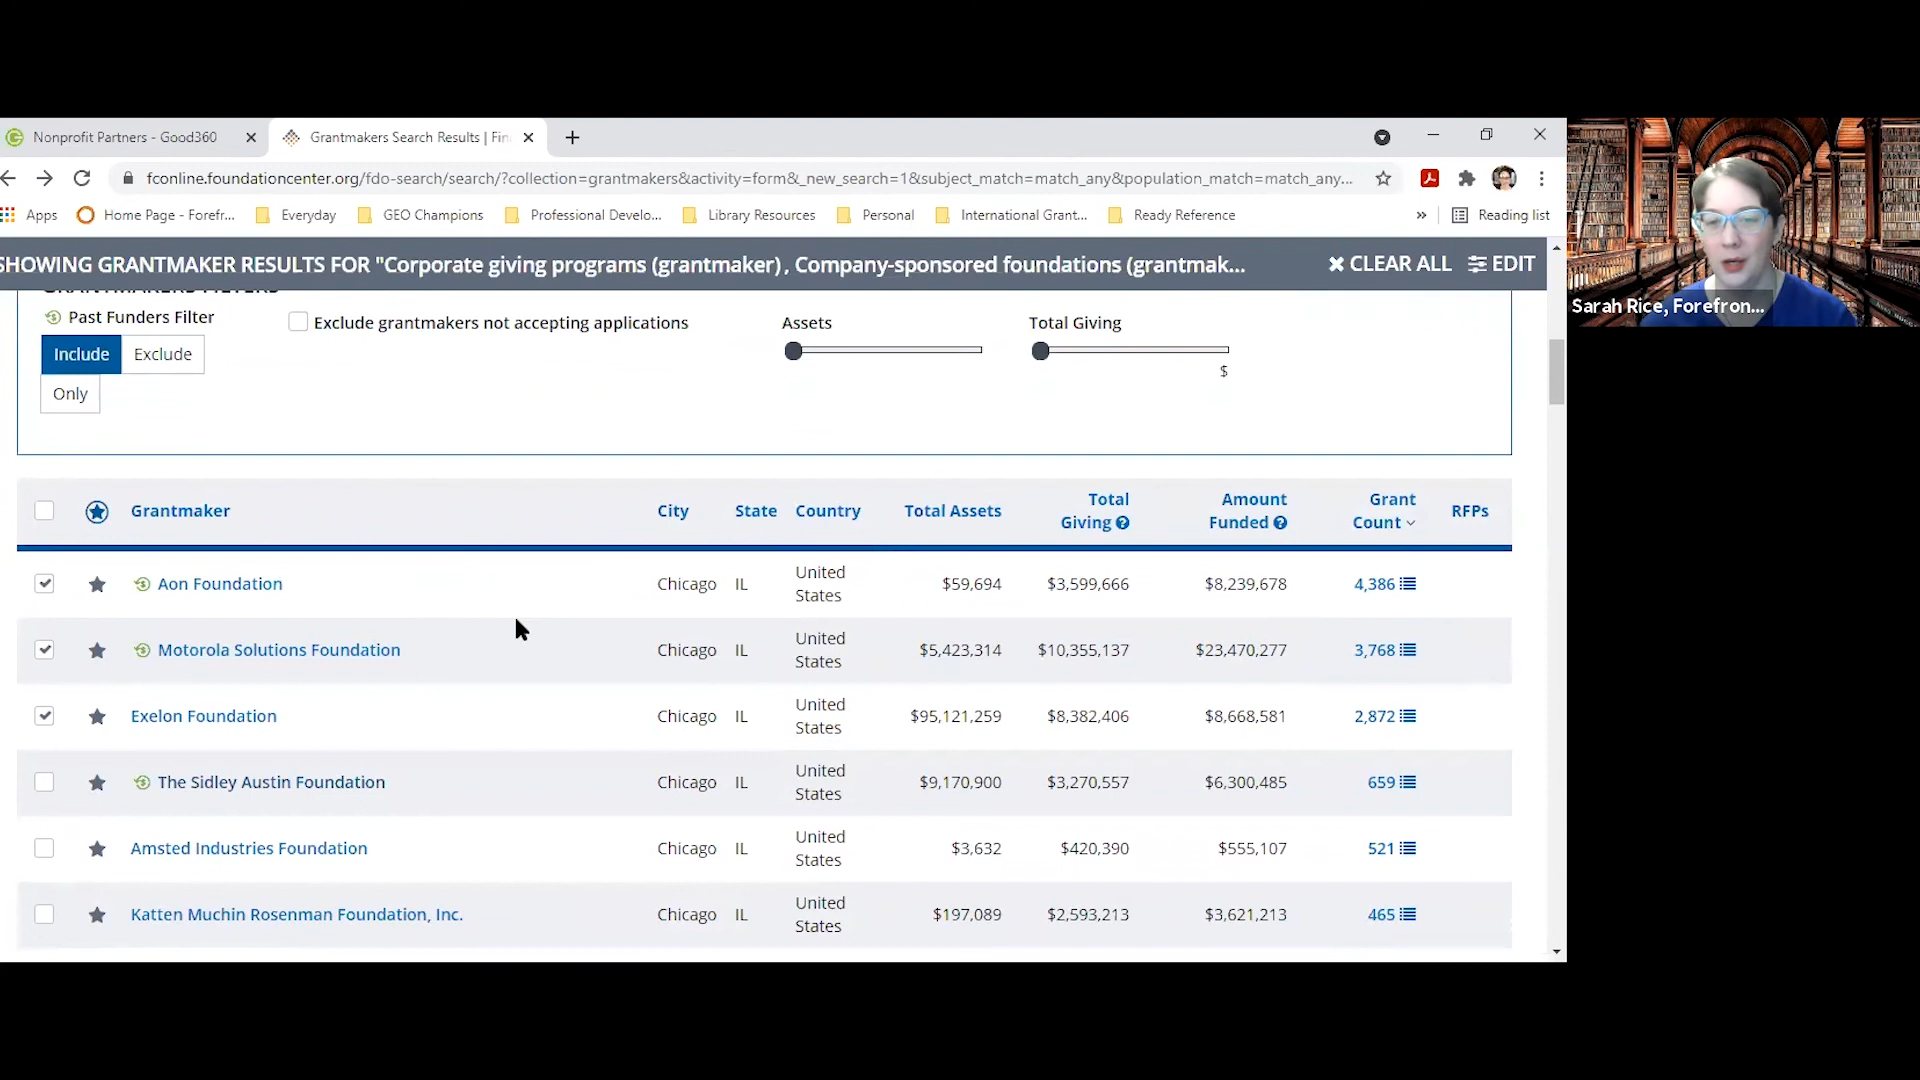 Nonprofit Partners - Good360
Grantmakers Search Results | Fin
fconline.foundationcenter.org/fdo-search/search/?collection=grantmakers&activity=form&_new_search=1&subject_match=match_any&population_match=match_any...
Apps Home Page - Forefr... Everyday GEO Champions Professional Develo... Library Resources Personal International Grant... Ready Reference » Reading list
SHOWING GRANTMAKER RESULTS FOR "Corporate giving programs (grantmaker) , Company-sponsored foundations (grantmak... CLEAR ALL EDIT
Sarah Rice, Forefron...
GRANTMAKERS FILTERS
Past Funders Filter
Include Exclude
Only
Exclude grantmakers not accepting applications
Assets
Total Giving
$
Grantmaker City State Country Total Assets Total Giving Amount Funded Grant Count RFPs
Aon Foundation Chicago IL United States $59,694 $3,599,666 $8,239,678 4,386
Motorola Solutions Foundation Chicago IL United States $5,423,314 $10,355,137 $23,470,277 3,768
Exelon Foundation Chicago IL United States $95,121,259 $8,382,406 $8,668,581 2,872
The Sidley Austin Foundation Chicago IL United States $9,170,900 $3,270,557 $6,300,485 659
Amsted Industries Foundation Chicago IL United States $3,632 $420,390 $555,107 521
Katten Muchin Rosenman Foundation, Inc. Chicago IL United States $197,089 $2,593,213 $3,621,213 465